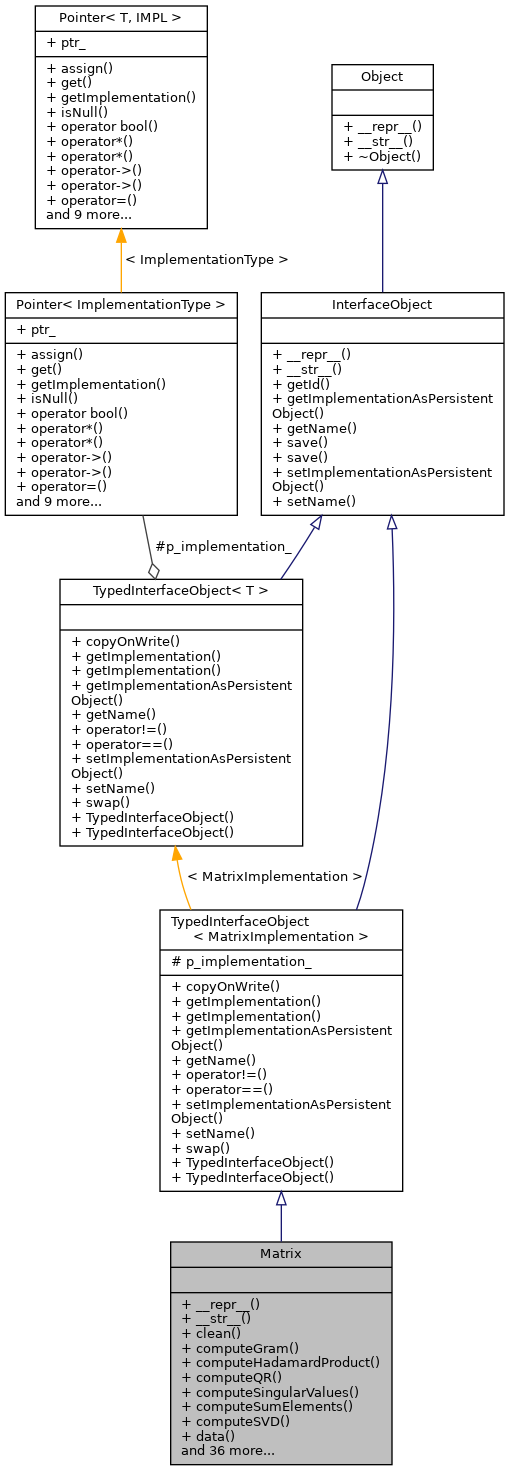 Pointer< T, IMPL >
+ ptr_
+ assign()
+ get()
+ getImplementation()
+ isNull()
+ operator bool()
+ operator*()
+ operator*()
+ operator->()
+ operator->()
+ operator=()
and 9 more...
Object
+ __repr__()
+ __str__()
+ ~Object()
< ImplementationType >
Pointer< ImplementationType >
+ ptr_
+ assign()
+ get()
+ getImplementation()
+ isNull()
+ operator bool()
+ operator*()
+ operator*()
+ operator->()
+ operator->()
+ operator=()
and 9 more...
InterfaceObject
+ __repr__()
+ __str__()
+ getId()
+ getImplementationAsPersistent
Object()
+ getName()
+ save()
+ save()
+ setImplementationAsPersistent
Object()
+ setName()
#p_implementation_
TypedInterfaceObject< T >
+ copyOnWrite()
+ getImplementation()
+ getImplementation()
+ getImplementationAsPersistent
Object()
+ getName()
+ operator!=()
+ operator==()
+ setImplementationAsPersistent
Object()
+ setName()
+ swap()
+ TypedInterfaceObject()
+ TypedInterfaceObject()
< MatrixImplementation >
TypedInterfaceObject
< MatrixImplementation >
# p_implementation_
+ copyOnWrite()
+ getImplementation()
+ getImplementation()
+ getImplementationAsPersistent
Object()
+ getName()
+ operator!=()
+ operator==()
+ setImplementationAsPersistent
Object()
+ setName()
+ swap()
+ TypedInterfaceObject()
+ TypedInterfaceObject()
Matrix
+ __repr__()
+ __str__()
+ clean()
+ computeGram()
+ computeHadamardProduct()
+ computeQR()
+ computeSingularValues()
+ computeSumElements()
+ computeSVD()
+ data()
and 36 more...